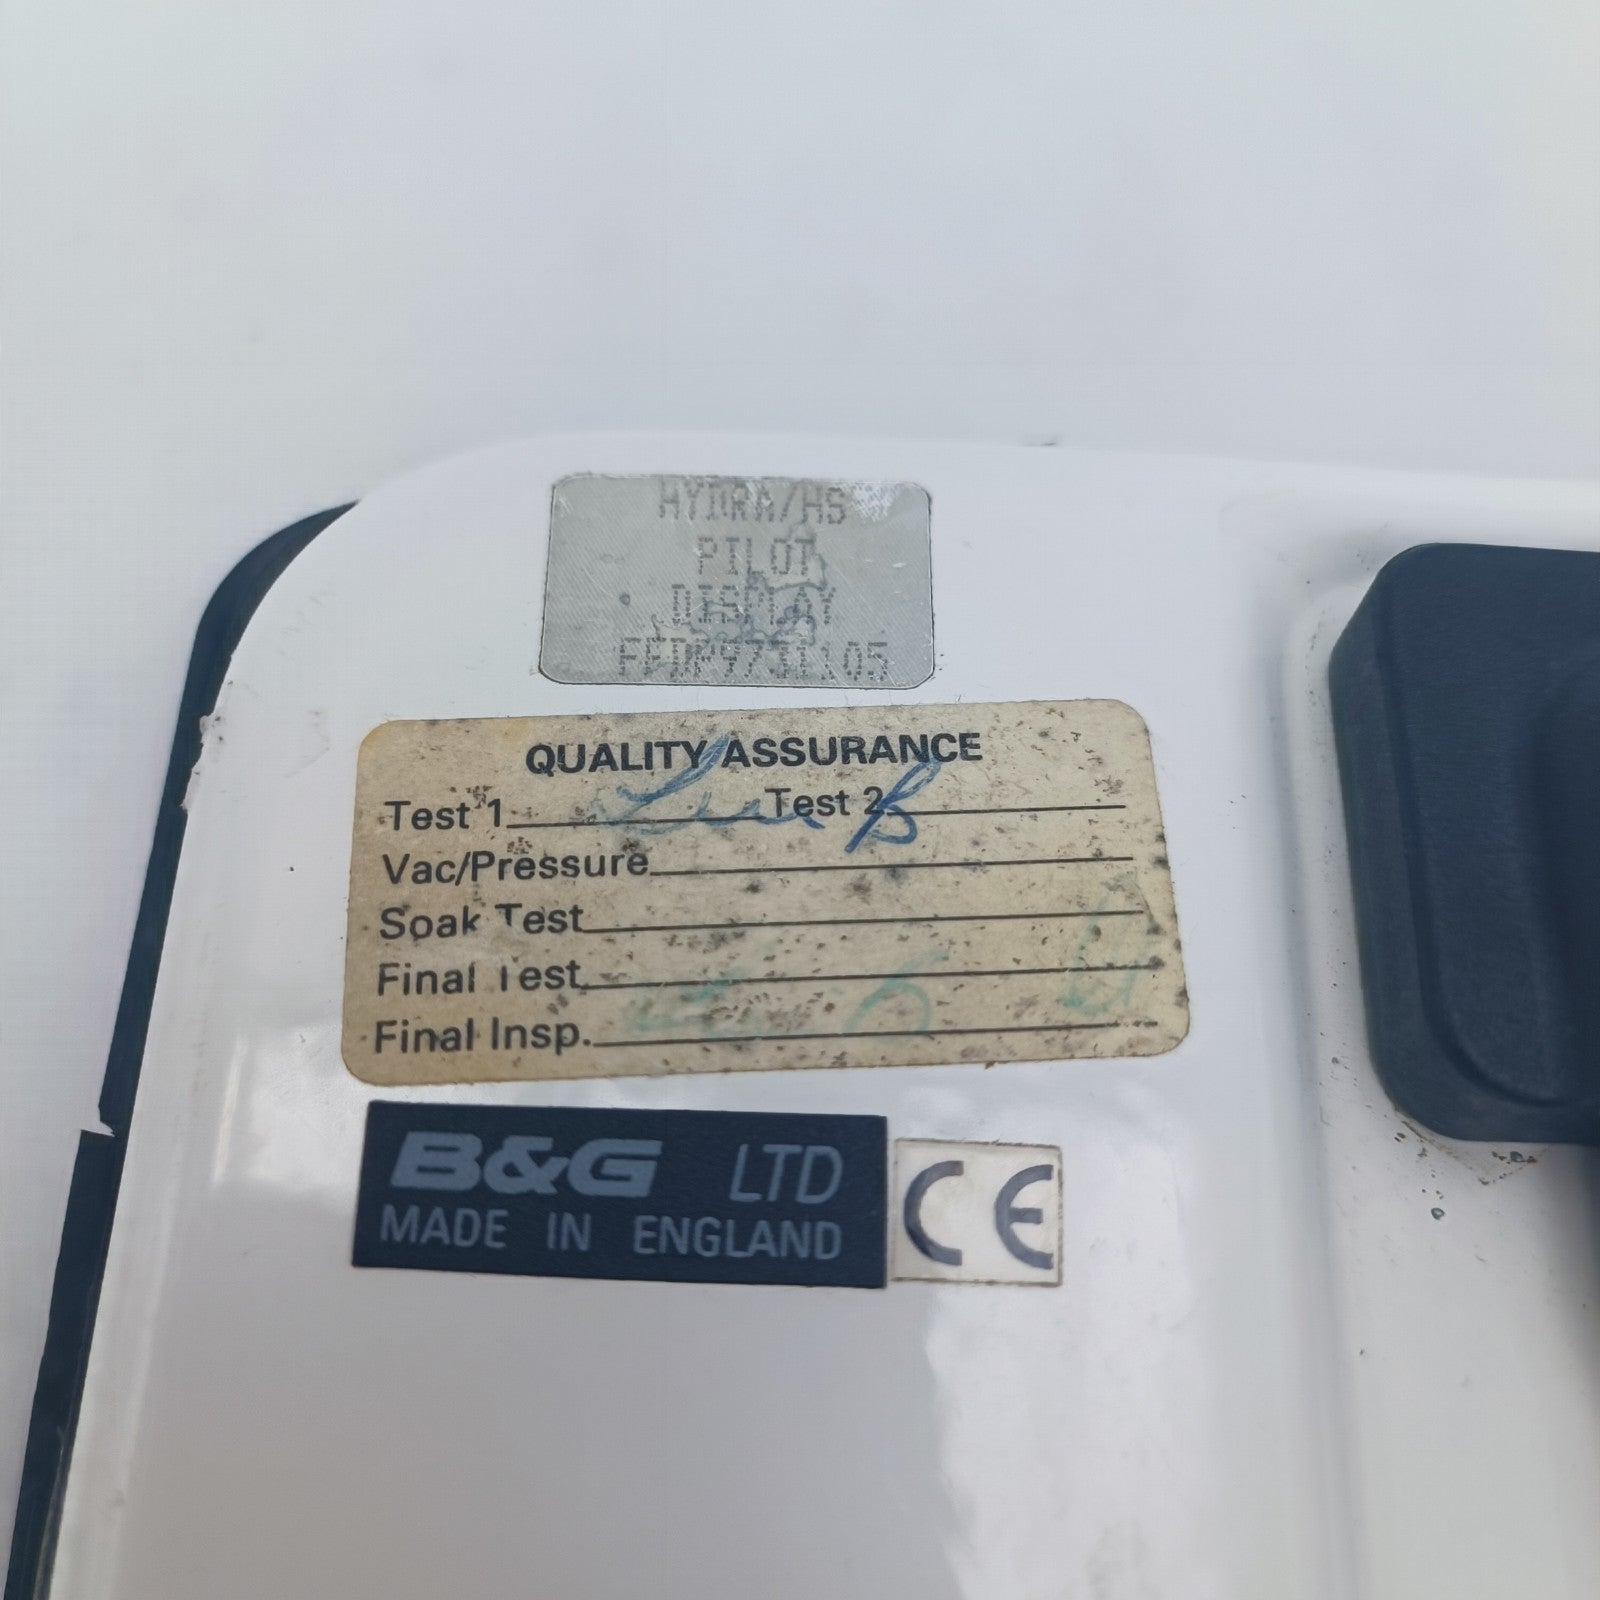 HYDRA/HS
PILOT
DISPLAY
QUALITY ASSURANCE
Test 1 Test 2
Vac/Pressure
Soak Test
Final Test
Final Insp.
B&G LTD
MADE IN ENGLAND
CE